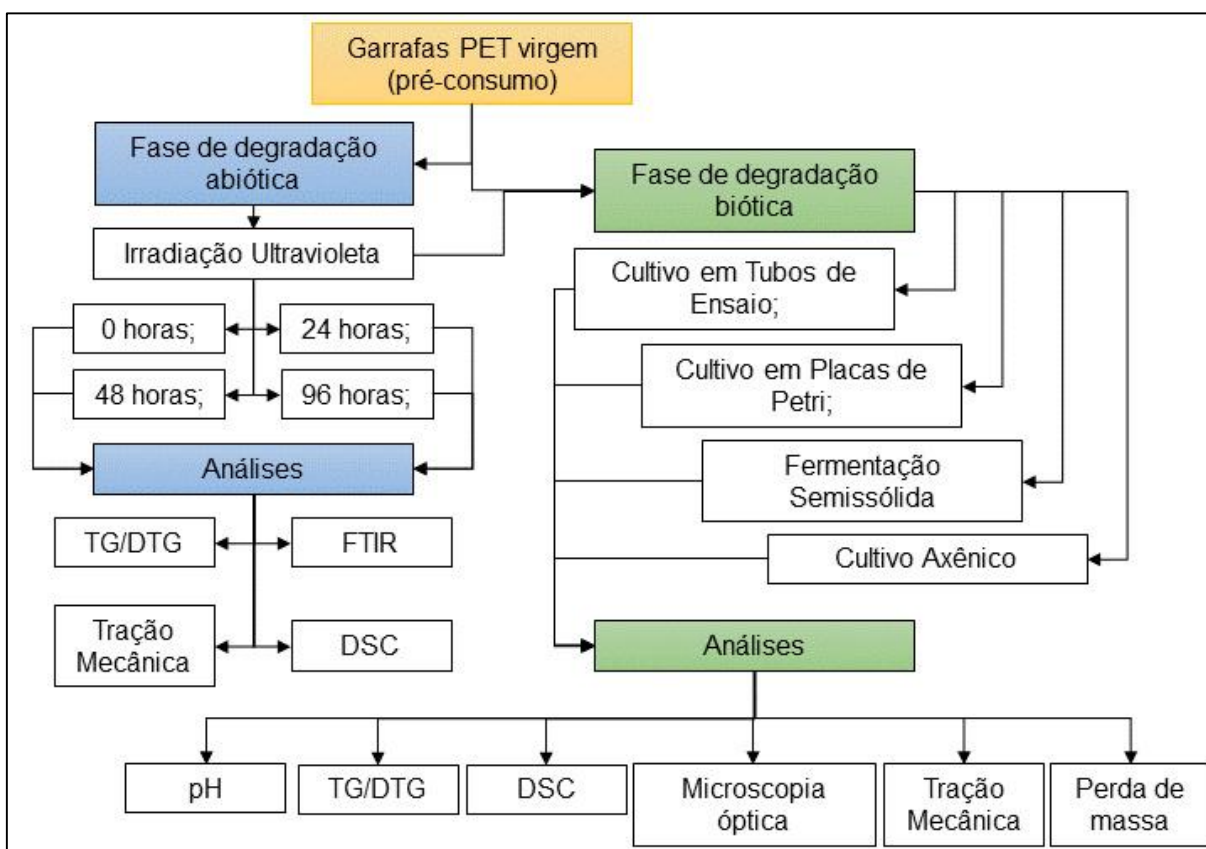 Garrafas PET virgem
(pré-consumo)
Fase de degradação
abiótica
Irradiação Ultravioleta
0 horas;
24 horas;
48 horas;
96 horas;
Análises
TG/DTG
FTIR
Tração
Mecânica
DSC
Fase de degradação
biótica
Cultivo em Tubos de
Ensaio;
Cultivo em Placas de
Petri;
Fermentação
Semissólida
Cultivo Axênico
Análises
pH
TG/DTG
DSC
Microscopia
óptica
Tração
Mecânica
Perda de
massa